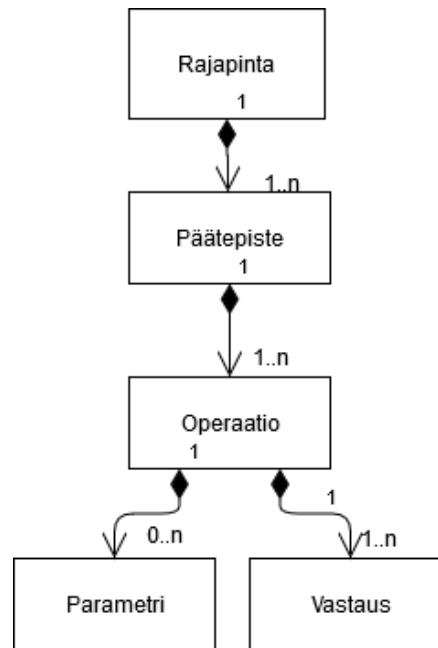 Rajapinta
1
1..n
Päätepiste
1
1..n
Operaatio
1
1
0..n
1..n
Parametri
Vastaus